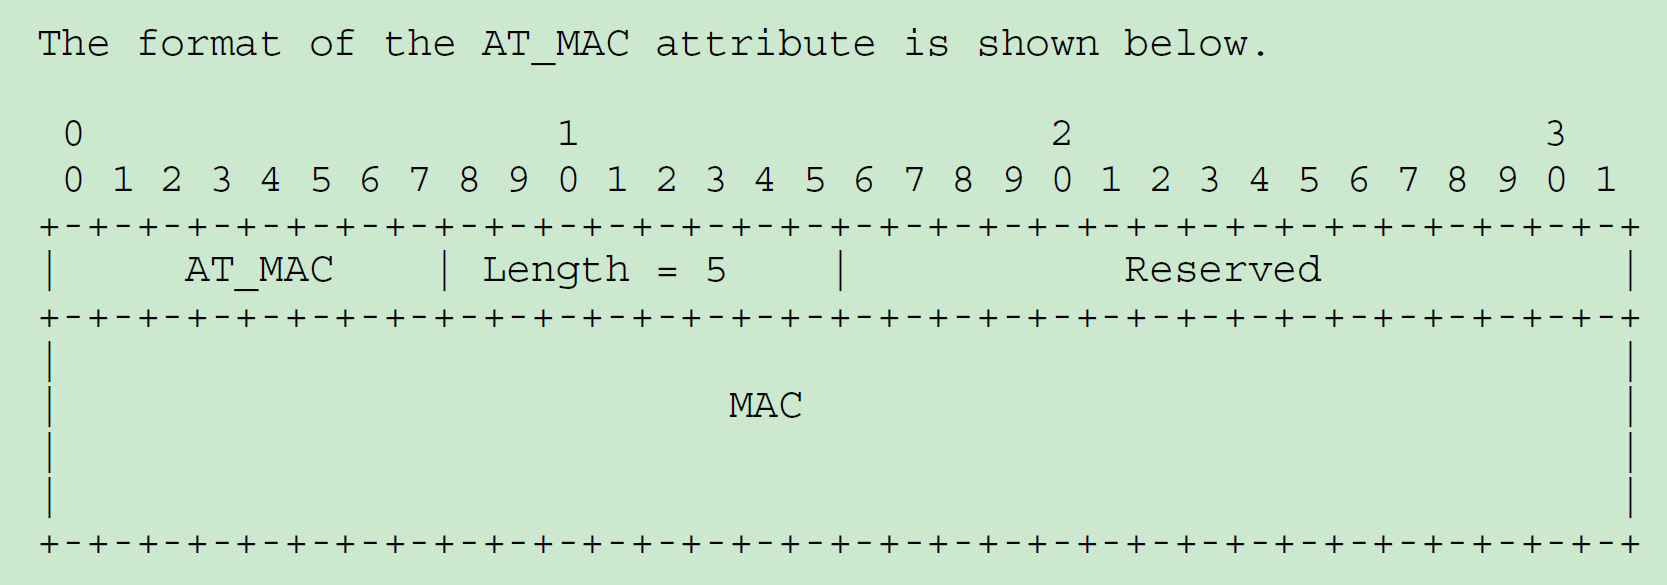 The format of the AT_MAC attribute is shown below.
 0                   1                   2                   3
 0 1 2 3 4 5 6 7 8 9 0 1 2 3 4 5 6 7 8 9 0 1 2 3 4 5 6 7 8 9 0 1
+-+-+-+-+-+-+-+-+-+-+-+-+-+-+-+-+-+-+-+-+-+-+-+-+-+-+-+-+-+-+-+-+
|     AT_MAC    | Length = 5    |           Reserved            |
+-+-+-+-+-+-+-+-+-+-+-+-+-+-+-+-+-+-+-+-+-+-+-+-+-+-+-+-+-+-+-+-+
|                                                               |
|                           MAC                                 |
|                                                               |
|                                                               |
+-+-+-+-+-+-+-+-+-+-+-+-+-+-+-+-+-+-+-+-+-+-+-+-+-+-+-+-+-+-+-+-+